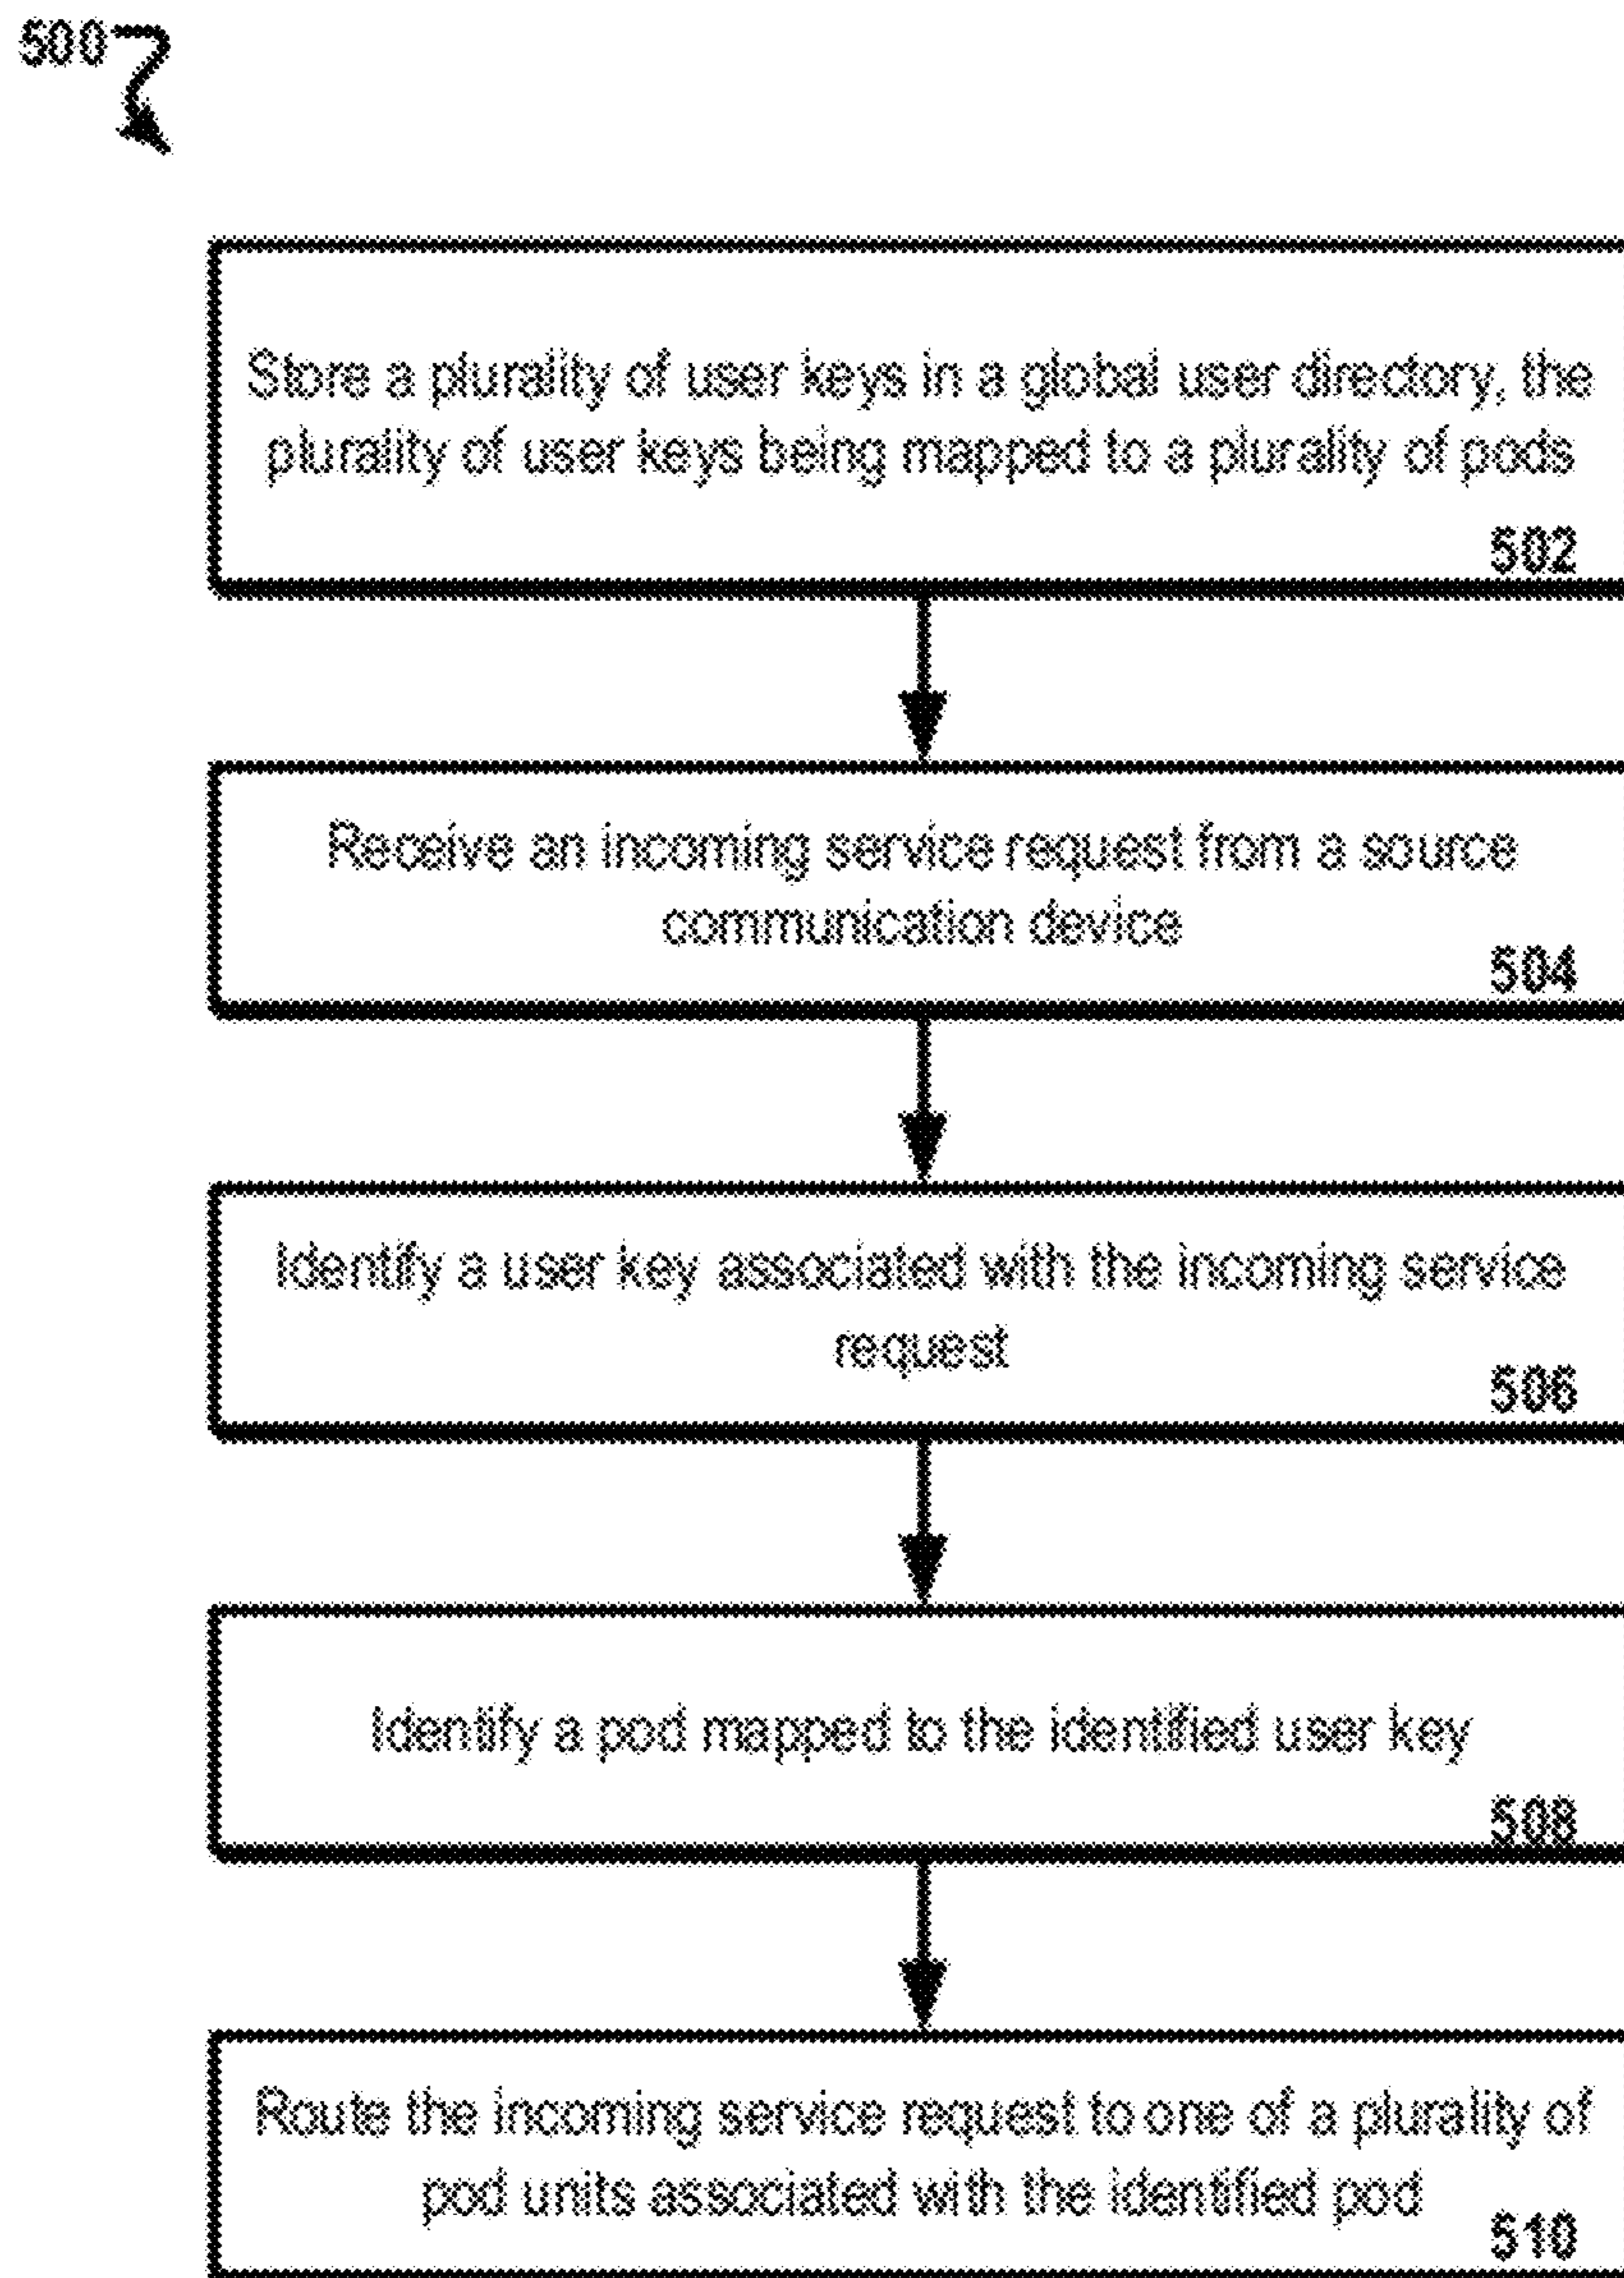 500
Store a plurality of user keys in a global user directory, the
plurality of user keys being mapped to a plurality of pods
502
Receive an incoming service request from a source
communication device
504
Identify a user key associated with the incoming service
request
506
Identify a pod mapped to the identified user key
508
Route the incoming service request to one of a plurality of
pod units associated with the identified pod
510